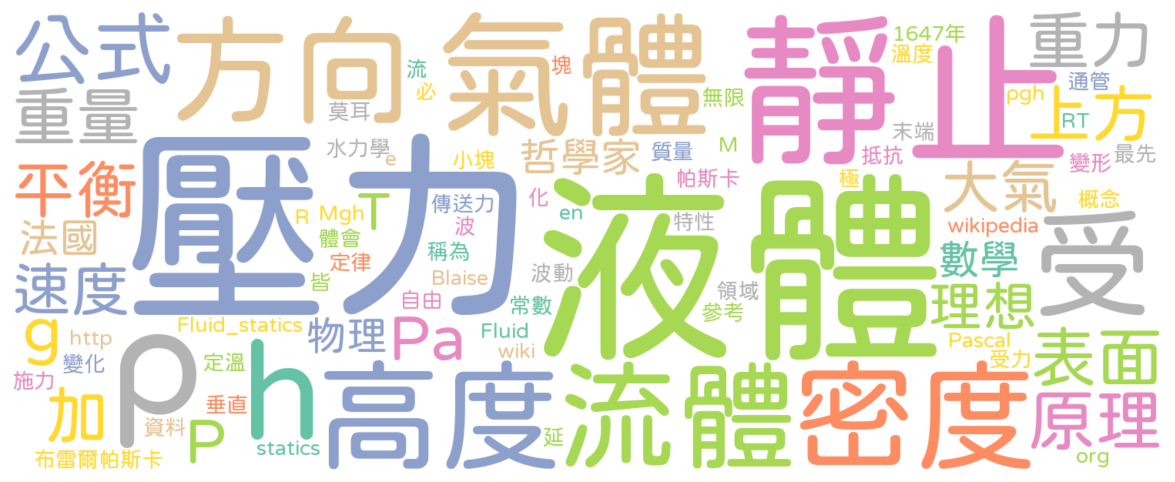 公式
方向
氣體
靜止
重力
1647年
溫度
流
塊
必
無限
莫耳
通管
pgh
上方
RT
重量
水力學
e
小塊
哲學家
質量
M
末端
抵抗
變形
最先
平衡
壓力
液體
帕斯卡
極
大氣
概念
化
en
特性
wikipedia
受
法國
R
Mgh
T
傳送力
波
體會
稱為
定律
皆
Blaise
波動
領域
數學
速度
自由
常數
參考
理想
g
http
Fluid_statics
物理
Pa
Fluid
wiki
Pascal
受力
表面
變化
定溫
施力
加
ρ
h
垂直
資料
P
高度
流體
密度
原理
statics
延
布雷爾帕斯卡
org